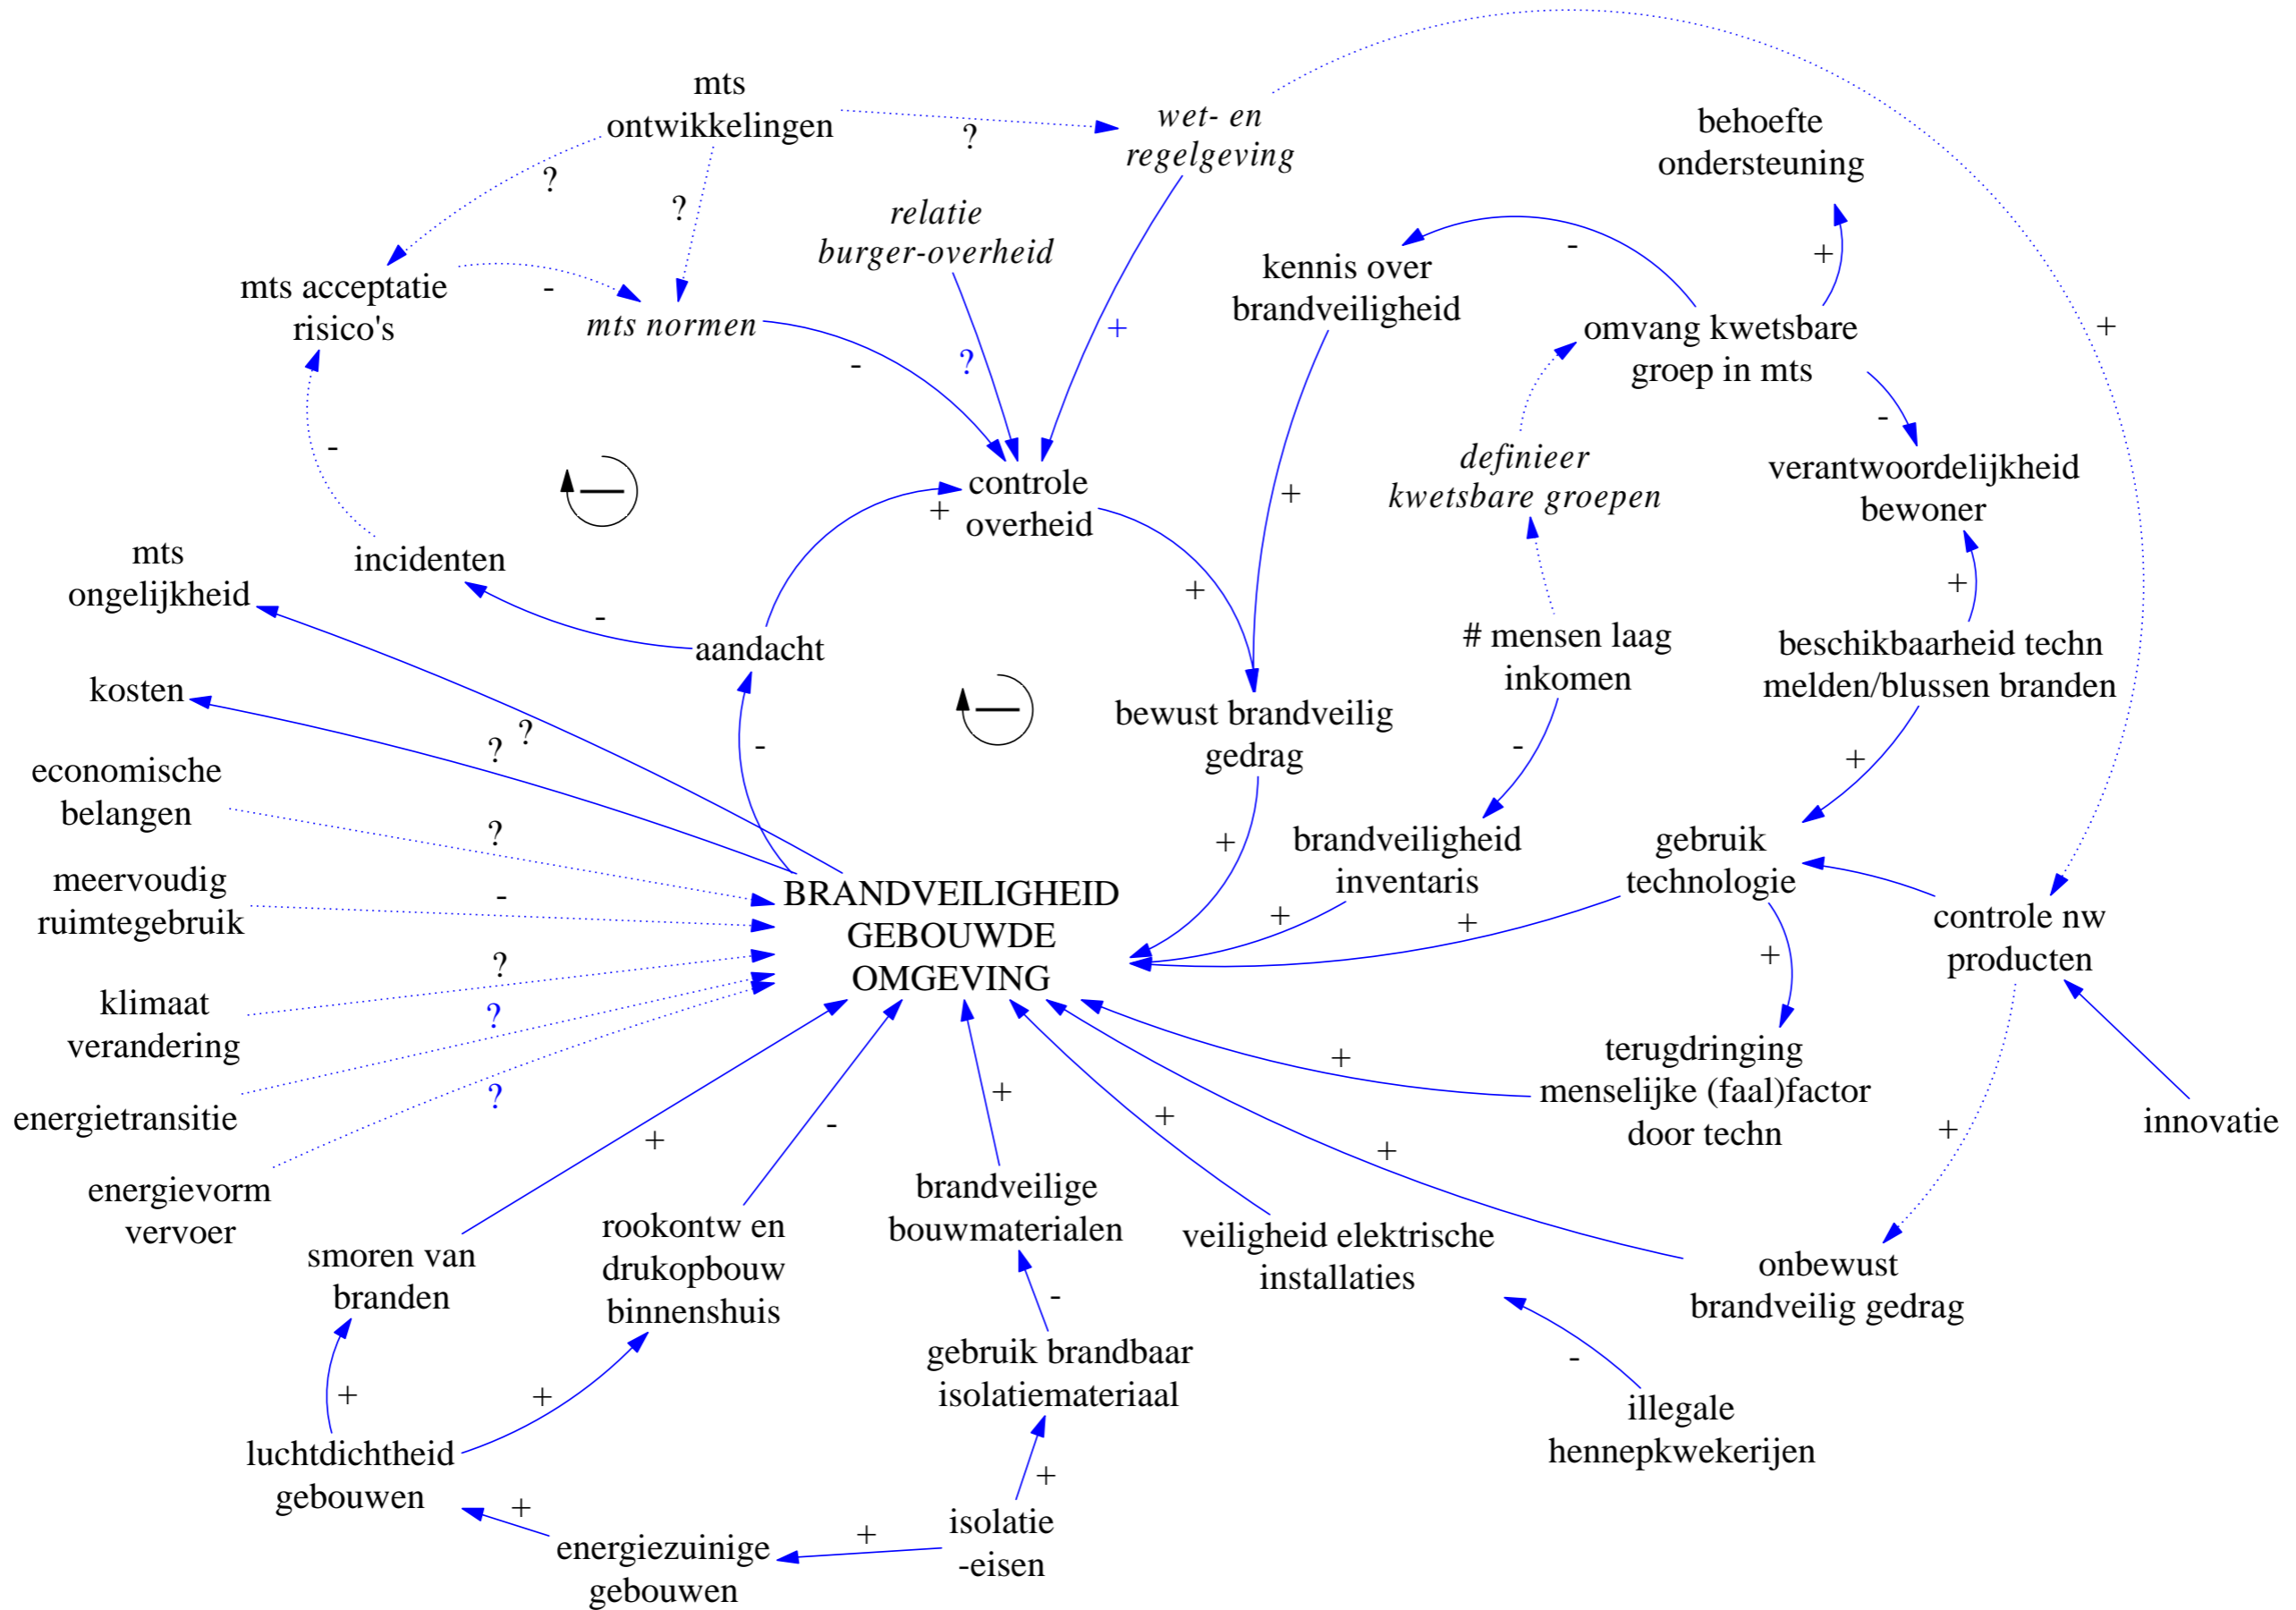 mts
ontwikkelingen
?
?
?
wet- en
regelgeving
relatie
burger-overheid
behoefte
ondersteuning
mts acceptatie
risico's
-
mts normen
-
?
+
kennis over
brandveiligheid
-
+
omvang kwetsbare
groep in mts
-
+
definieer
kwetsbare groepen
verantwoordelijkheid
bewoner
-
controle
overheid
+
+
+
mts
ongelijkheid
incidenten
-
aandacht
+
# mensen laag
inkomen
beschikbaarheid techn
melden/blussen branden
kosten
?
?
-
bewust brandveilig
gedrag
-
+
economische
belangen
?
+
brandveiligheid
inventaris
gebruik
technologie
meervoudig
ruimtegebruik
-
BRANDVEILIGHEID
GEBOUWDE
OMGEVING
+
+
controle nw
producten
+
klimaat
verandering
?
?
energietransitie
?
energievorm
vervoer
+
-
+
+
+
+
terugdringing
menselijke (faal)factor
door techn
innovatie
+
smoren van
branden
rookontw en
drukopbouw
binnenshuis
brandveilige
bouwmaterialen
veiligheid elektrische
installaties
onbewust
brandveilig gedrag
-
+
+
gebruik brandbaar
isolatiemateriaal
-
illegale
hennepkwekerijen
luchtdichtheid
gebouwen
+
+
+
energiezuinige
gebouwen
isolatie
-eisen